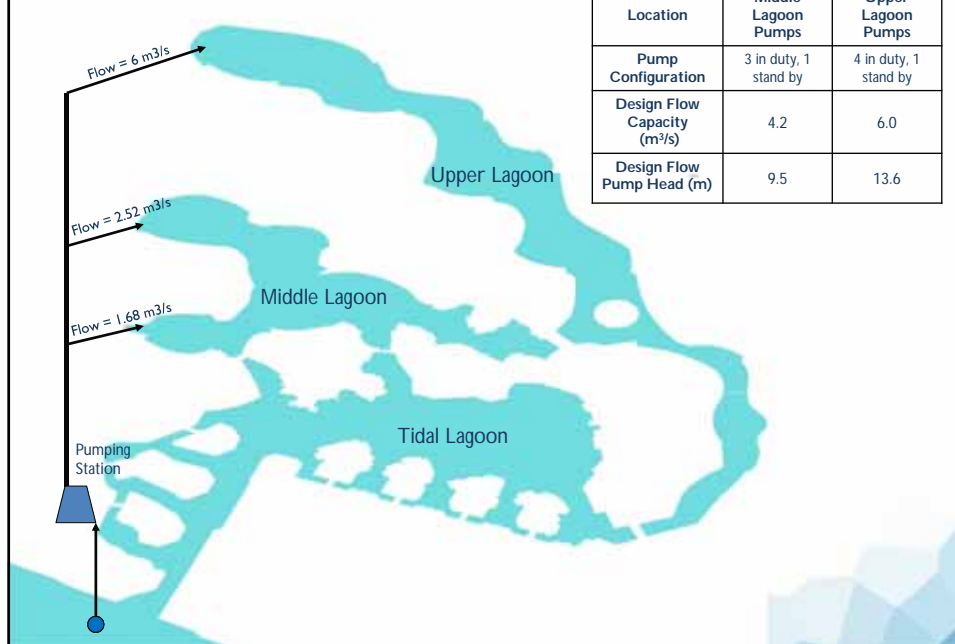 Location
Middle
Lagoon
Pumps
Upper
Lagoon
Pumps
Pump
Configuration
3 in duty, 1
stand by
4 in duty, 1
stand by
Design Flow
Capacity
(m³/s)
4.2
6.0
Design Flow
Pump Head (m)
9.5
13.6
Flow = 6 m3/s
Upper Lagoon
Flow = 2.52 m3/s
Middle Lagoon
Flow = 1.68 m3/s
Tidal Lagoon
Pumping
Station